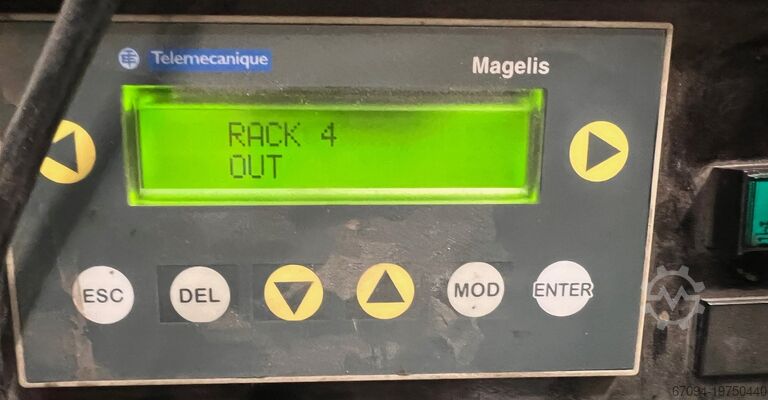 Telemecanique
Magelis
RACK 4
OUT
ESC
DEL
MOD
ENTER
67094-19750440